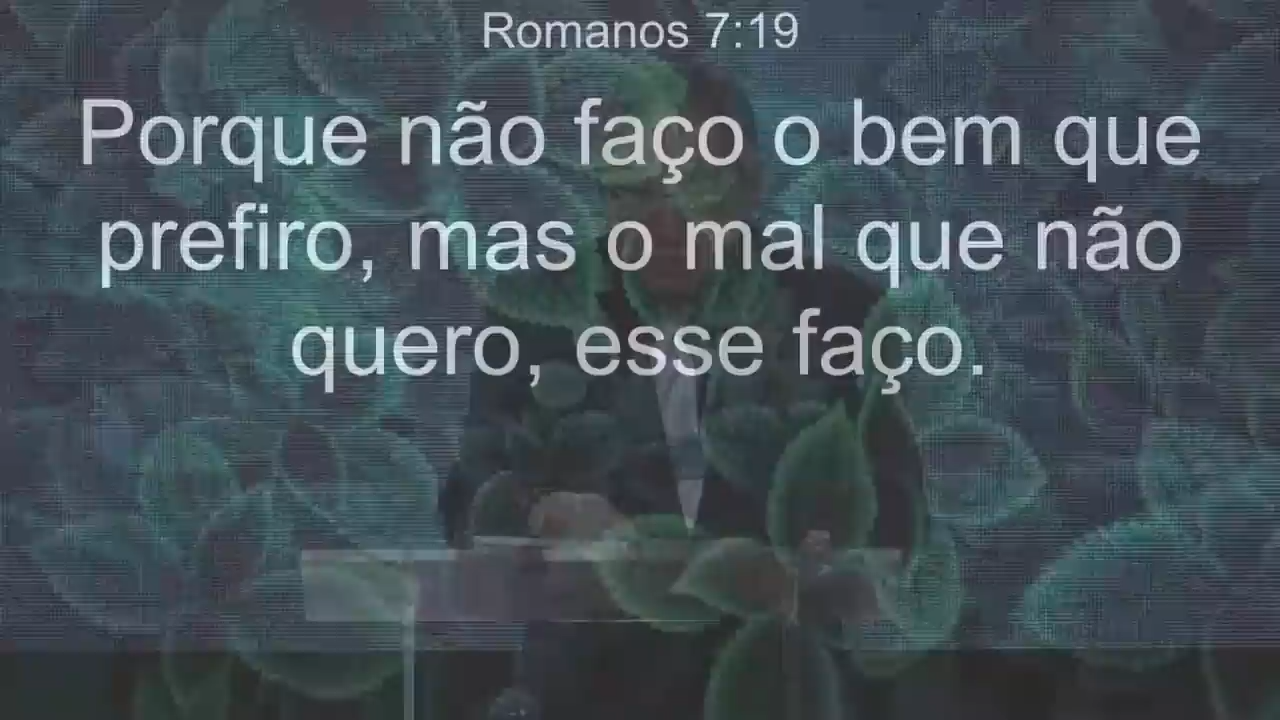 Romanos 7:19
Porque não faço o bem que
prefiro, mas o mal que não
quero, esse faço.